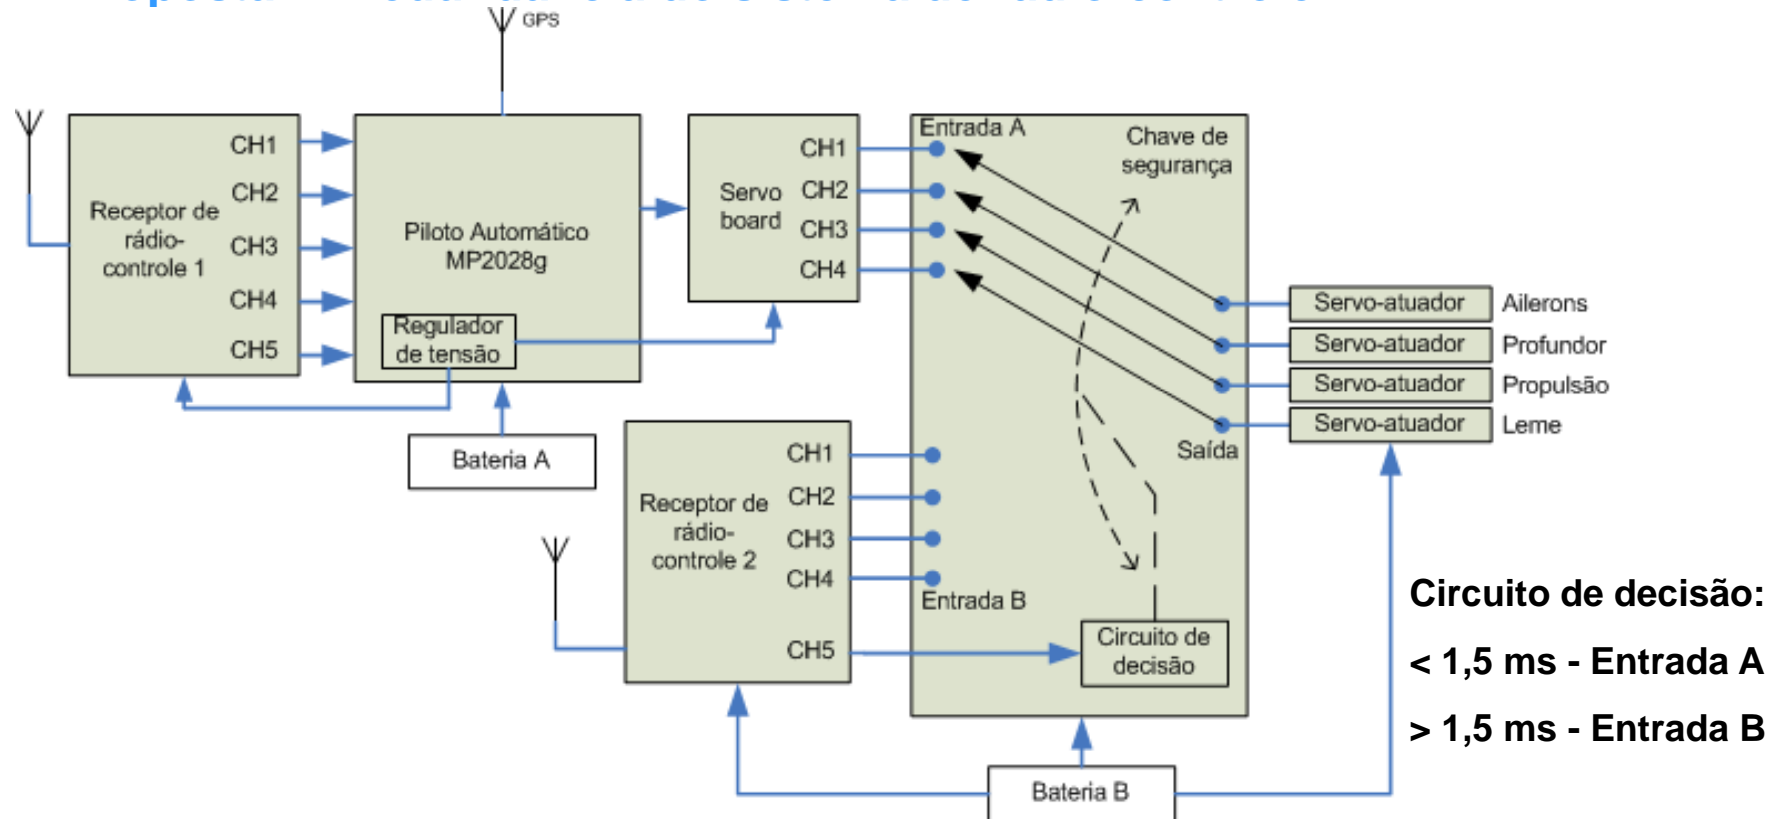 GPS
CH1
CH2
CH3
CH4
CH5
Receptor de
rádio-
controle 1
Piloto Automático
MP2028g
Regulador
de tensão
Bateria A
Servo
board
CH1
CH2
CH3
CH4
Entrada A
Chave de
segurança
Saída
Servo-atuador Ailerons
Servo-atuador Profundor
Servo-atuador Propulsão
Servo-atuador Leme
Receptor de
rádio-
controle 2
CH1
CH2
CH3
CH4
CH5
Entrada B
Circuito de
decisão
Bateria B
Circuito de decisão:
< 1,5 ms - Entrada A
> 1,5 ms - Entrada B